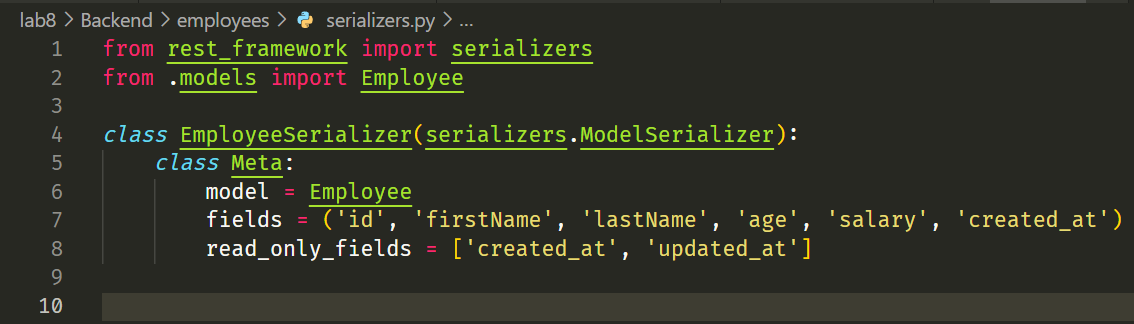 lab8 > Backend > employees > serializers.py > ...
1 from rest_framework import serializers
2 from .models import Employee
3
4 class EmployeeSerializer(serializers.ModelSerializer):
5     class Meta:
6         model = Employee
7         fields = ('id', 'firstName', 'lastName', 'age', 'salary', 'created_at')
8         read_only_fields = ['created_at', 'updated_at']
9
10